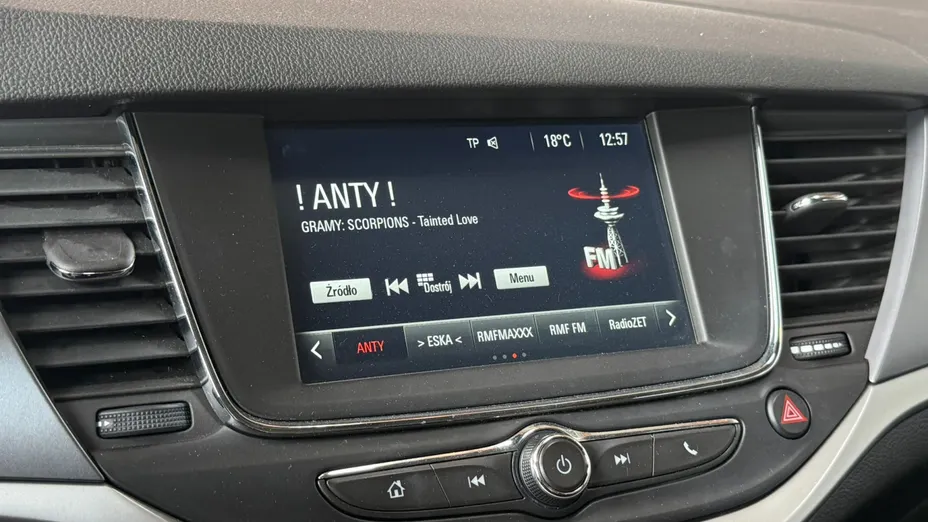 TP 18°C 12:57
! ANTY !
GRAMY: SCORPIONS - Tainted Love
FM
Źródło Dostrój Menu
ANTY > ESKA < RMFMAXXX RMF FM RadioZET